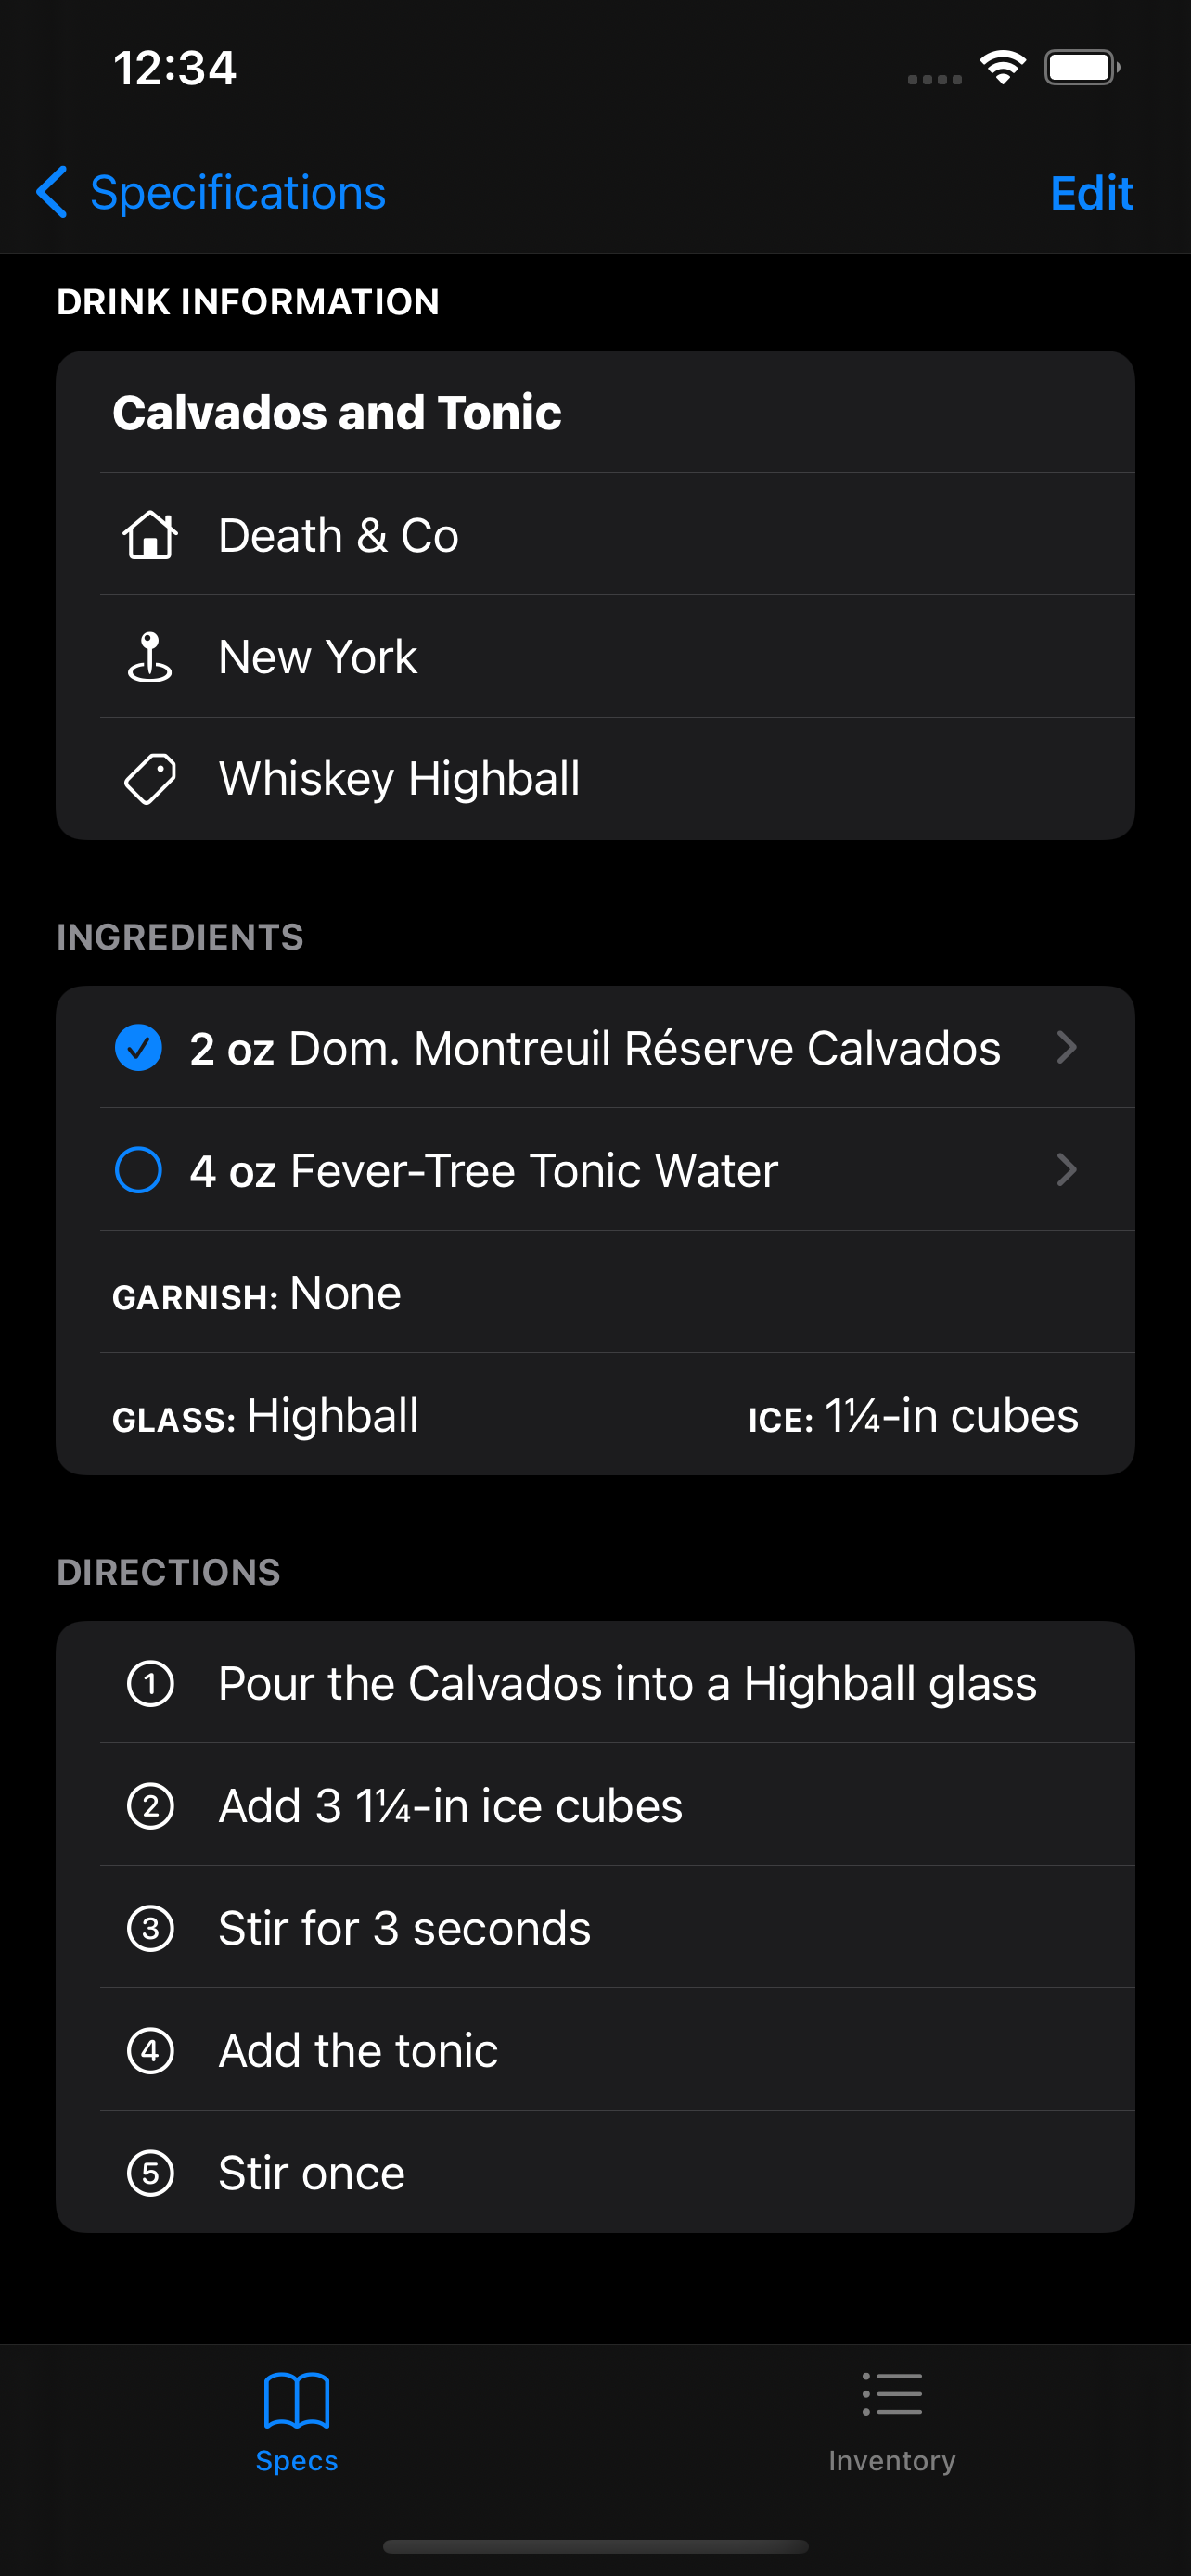 12:34
Specifications
Edit
DRINK INFORMATION
Calvados and Tonic
Death & Co
New York
Whiskey Highball
INGREDIENTS
2 oz Dom. Montreuil Réserve Calvados
4 oz Fever-Tree Tonic Water
GARNISH: None
GLASS: Highball
ICE: 1¼-in cubes
DIRECTIONS
1 Pour the Calvados into a Highball glass
2 Add 3 1¼-in ice cubes
3 Stir for 3 seconds
4 Add the tonic
5 Stir once
Specs
Inventory